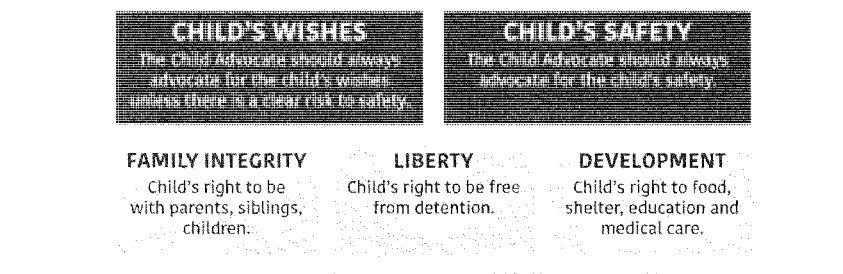 CHILD'S WISHES
The Child Advocate should always
advocate for the child's wishes
unless there is a clear risk to safety.
CHILD'S SAFETY
The Child Advocate should always
advocate for the child's safety.
FAMILY INTEGRITY
Child's right to be
with parents, siblings,
children.
LIBERTY
Child's right to be free
from detention.
DEVELOPMENT
Child's right to food,
shelter, education and
medical care.